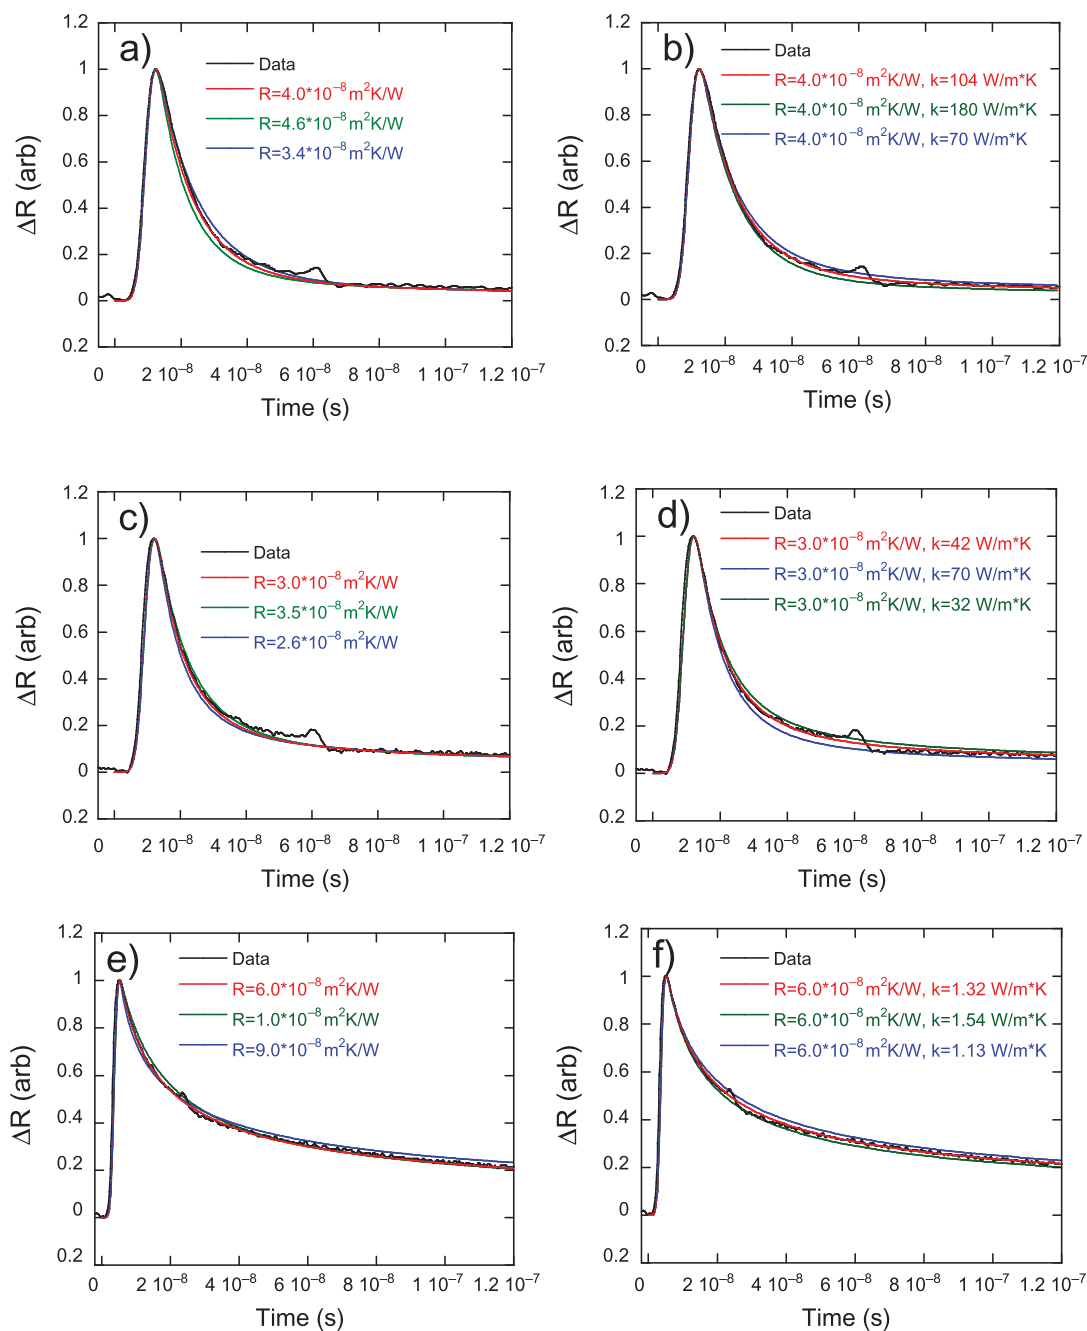 a)
Data
R=4.0*10⁻⁸ m²K/W
R=4.6*10⁻⁸ m²K/W
R=3.4*10⁻⁸ m²K/W
1.2
1
0.8
0.6
0.4
0.2
0
0.2
ΔR (arb)
0 2 10⁻⁸ 4 10⁻⁸ 6 10⁻⁸ 8 10⁻⁸ 1 10⁻⁷ 1.2 10⁻⁷
Time (s)
b)
Data
R=4.0*10⁻⁸ m²K/W, k=104 W/m*K
R=4.0*10⁻⁸ m²K/W, k=180 W/m*K
R=4.0*10⁻⁸ m²K/W, k=70 W/m*K
1.2
1
0.8
0.6
0.4
0.2
0
0.2
ΔR (arb)
0 2 10⁻⁸ 4 10⁻⁸ 6 10⁻⁸ 8 10⁻⁸ 1 10⁻⁷ 1.2 10⁻⁷
Time (s)
c)
Data
R=3.0*10⁻⁸ m²K/W
R=3.5*10⁻⁸ m²K/W
R=2.6*10⁻⁸ m²K/W
1.2
1
0.8
0.6
0.4
0.2
0
0.2
ΔR (arb)
0 2 10⁻⁸ 4 10⁻⁸ 6 10⁻⁸ 8 10⁻⁸ 1 10⁻⁷ 1.2 10⁻⁷
Time (s)
d)
Data
R=3.0*10⁻⁸ m²K/W, k=42 W/m*K
R=3.0*10⁻⁸ m²K/W, k=70 W/m*K
R=3.0*10⁻⁸ m²K/W, k=32 W/m*K
1.2
1
0.8
0.6
0.4
0.2
0
0.2
ΔR (arb)
0 2 10⁻⁸ 4 10⁻⁸ 6 10⁻⁸ 8 10⁻⁸ 1 10⁻⁷ 1.2 10⁻⁷
Time (s)
e)
Data
R=6.0*10⁻⁸ m²K/W
R=1.0*10⁻⁸ m²K/W
R=9.0*10⁻⁸ m²K/W
1.2
1
0.8
0.6
0.4
0.2
0
0.2
ΔR (arb)
0 2 10⁻⁸ 4 10⁻⁸ 6 10⁻⁸ 8 10⁻⁸ 1 10⁻⁷ 1.2 10⁻⁷
Time (s)
f)
Data
R=6.0*10⁻⁸ m²K/W, k=1.32 W/m*K
R=6.0*10⁻⁸ m²K/W, k=1.54 W/m*K
R=6.0*10⁻⁸ m²K/W, k=1.13 W/m*K
1.2
1
0.8
0.6
0.4
0.2
0
0.2
ΔR (arb)
0 2 10⁻⁸ 4 10⁻⁸ 6 10⁻⁸ 8 10⁻⁸ 1 10⁻⁷ 1.2 10⁻⁷
Time (s)